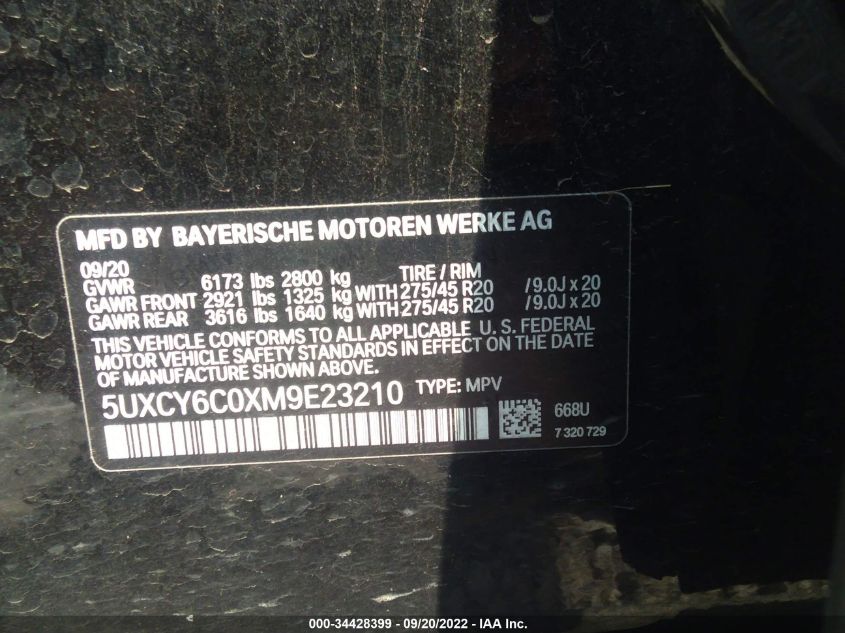 MFD BY BAYERISCHE MOTOREN WERKE AG
09/20 TIRE / RIM
GVWR 6173 lbs 2800 kg
GAWR FRONT 2921 lbs 1325 kg WITH 275/45 R20 /9.0J x 20
GAWR REAR 3616 lbs 1640 kg WITH 275/45 R20 /9.0J x 20
THIS VEHICLE CONFORMS TO ALL APPLICABLE U. S. FEDERAL
MOTOR VEHICLE SAFETY STANDARDS IN EFFECT ON THE DATE
OF MANUFACTURE SHOWN ABOVE.
5UXCY6C0XM9E23210 TYPE: MPV
668U
7 320 729
000-34428399 - 09/20/2022 - IAA Inc.